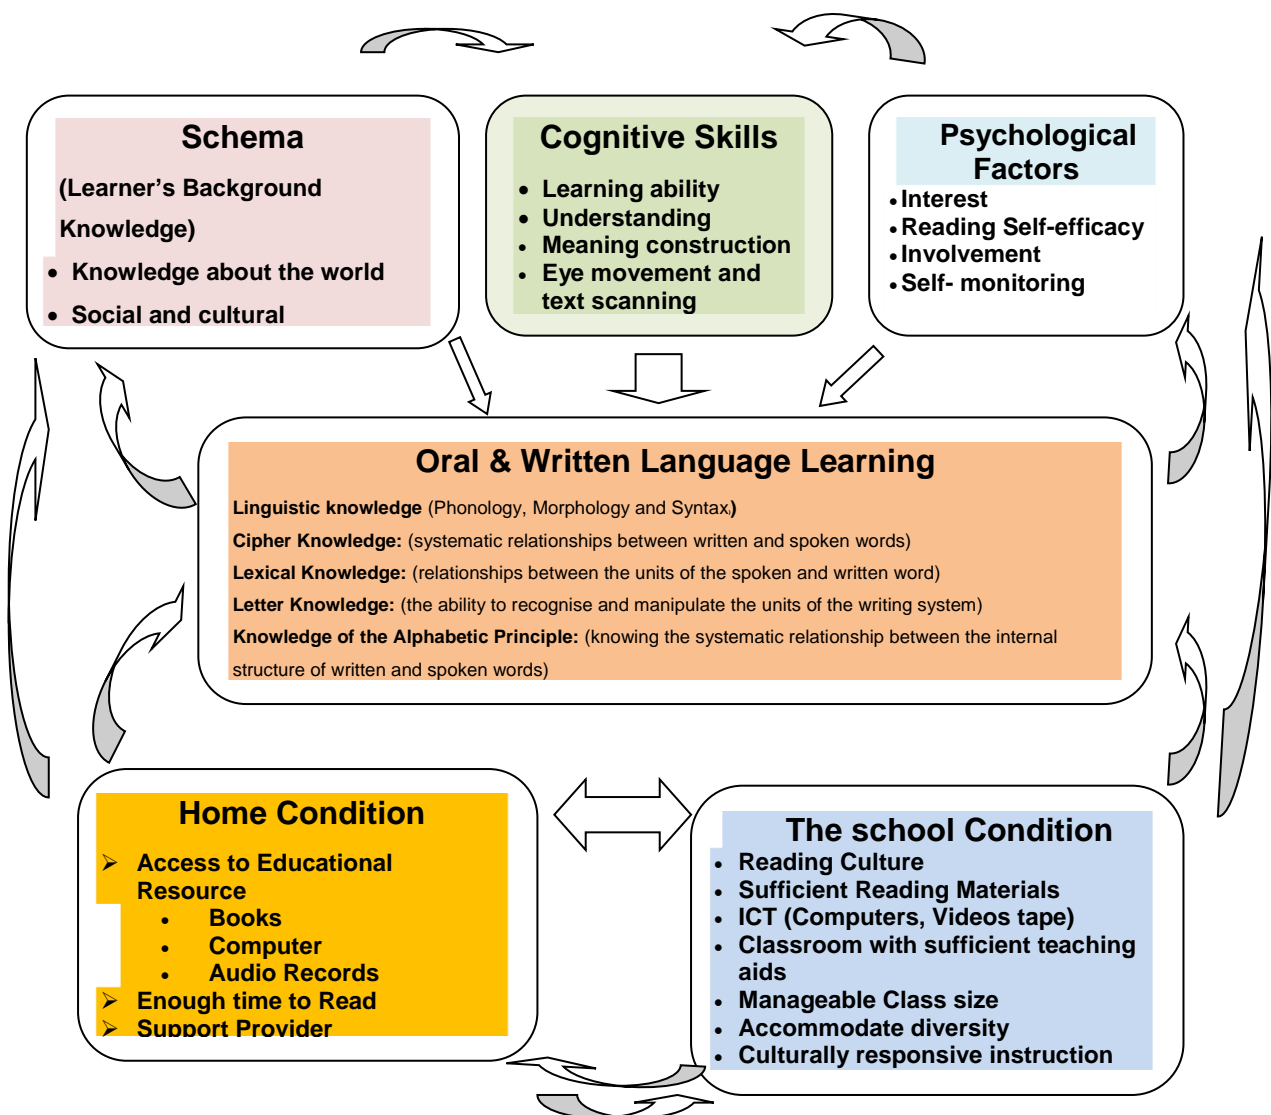 Schema
(Learner’s Background
Knowledge)
• Knowledge about the world
• Social and cultural
Cognitive Skills
• Learning ability
• Understanding
• Meaning construction
• Eye movement and
text scanning
Psychological
Factors
• Interest
• Reading Self-efficacy
• Involvement
• Self- monitoring
Oral & Written Language Learning
Linguistic knowledge (Phonology, Morphology and Syntax,)
Cipher Knowledge: (systematic relationships between written and spoken words)
Lexical Knowledge: (relationships between the units of the spoken and written word)
Letter Knowledge: (the ability to recognise and manipulate the units of the writing system)
Knowledge of the Alphabetic Principle: (knowing the systematic relationship between the internal
structure of written and spoken words)
Home Condition
➢ Access to Educational
Resource
• Books
• Computer
• Audio Records
➢ Enough time to Read
➢ Support Provider
The school Condition
• Reading Culture
• Sufficient Reading Materials
• ICT (Computers, Videos tape)
• Classroom with sufficient teaching
aids
• Manageable Class size
• Accommodate diversity
• Culturally responsive instruction